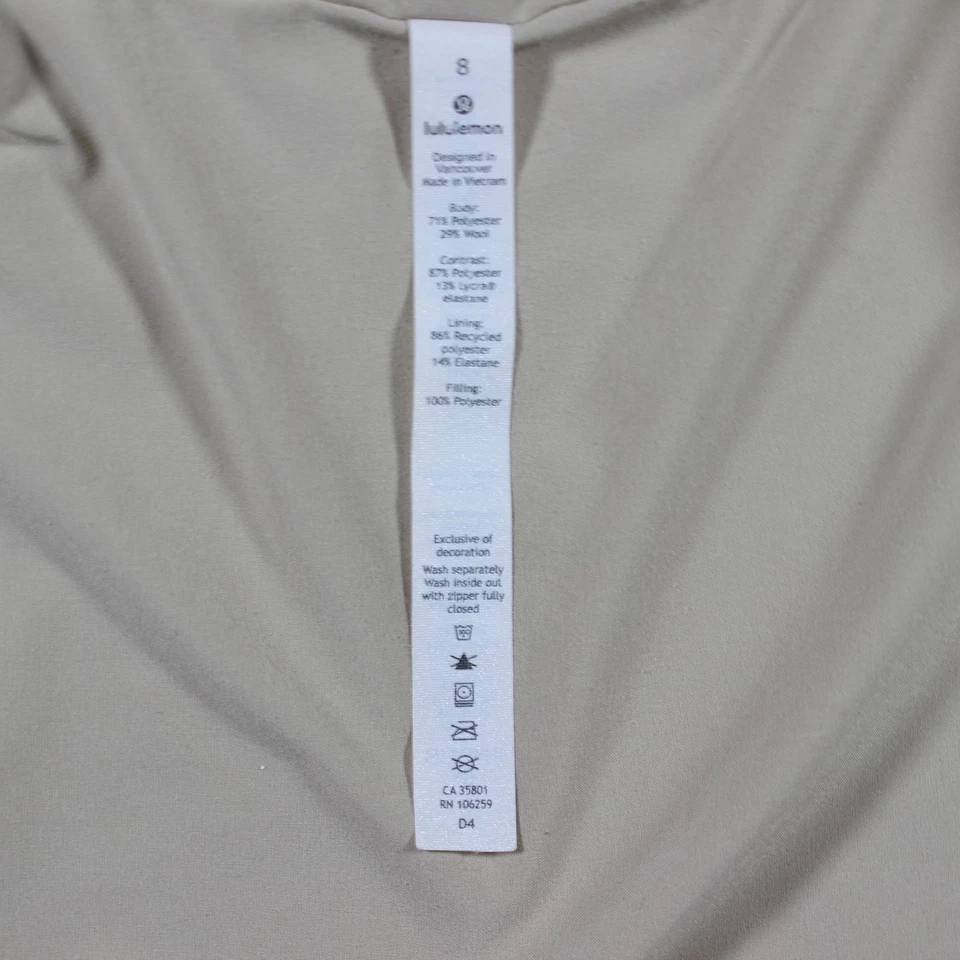 8
lululemon
Designed in
Vancouver
Made in Vietnam
Body:
71% Polyester
29% Wool
Contrast:
87% Polyester
13% Lycra®
elastane
Lining:
86% Recycled
polyester
14% Elastane
Filling:
100% Polyester
Exclusive of
decoration
Wash separately
Wash inside out
with zipper fully
closed
CA 35801
RN 106259
D4